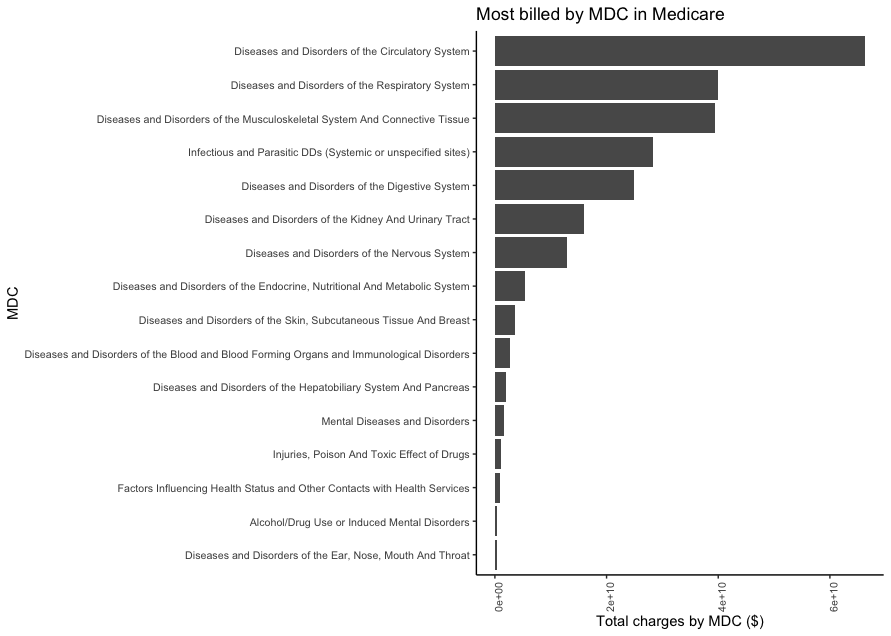 Most billed by MDC in Medicare
Diseases and Disorders of the Circulatory System
Diseases and Disorders of the Respiratory System
Diseases and Disorders of the Musculoskeletal System And Connective Tissue
Infectious and Parasitic DDs (Systemic or unspecified sites)
Diseases and Disorders of the Digestive System
Diseases and Disorders of the Kidney And Urinary Tract
Diseases and Disorders of the Nervous System
Diseases and Disorders of the Endocrine, Nutritional And Metabolic System
Diseases and Disorders of the Skin, Subcutaneous Tissue And Breast
Diseases and Disorders of the Blood and Blood Forming Organs and Immunological Disorders
Diseases and Disorders of the Hepatobiliary System And Pancreas
Mental Diseases and Disorders
Injuries, Poison And Toxic Effect of Drugs
Factors Influencing Health Status and Other Contacts with Health Services
Alcohol/Drug Use or Induced Mental Disorders
Diseases and Disorders of the Ear, Nose, Mouth And Throat
MDC
0e+00
2e+10
4e+10
6e+10
Total charges by MDC ($)